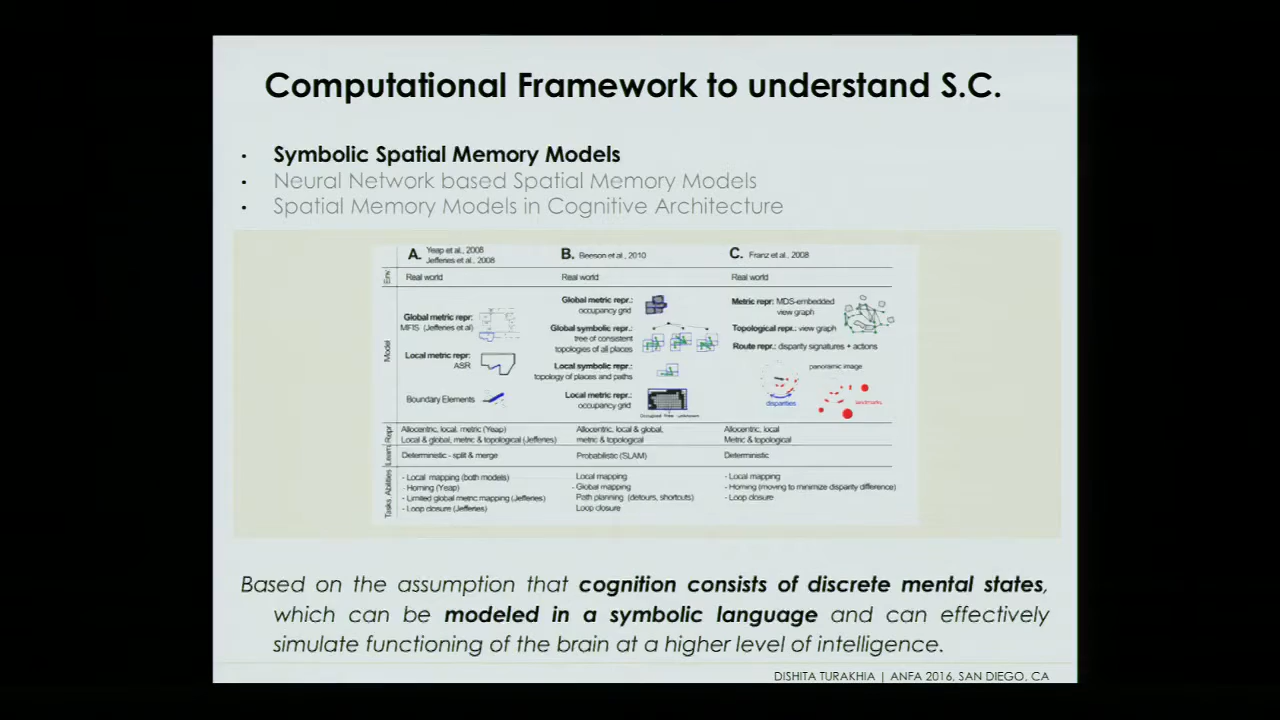 Computational Framework to understand S.C.
• Symbolic Spatial Memory Models
• Neural Network based Spatial Memory Models
• Spatial Memory Models in Cognitive Architecture
A. Yeap et al., 2008
Jefferies et al., 2008
B. Beeson et al., 2010
C. Franz et al., 2008
Env
Real world
Real world
Real world
Model
Global metric repr:
MFIS (Jefferies et al)
Local metric repr:
ASR
Boundary Elements
Global metric repr.:
occupancy grid
Global symbolic repr.:
tree of consistent
topologies of all places
Local symbolic repr.:
topology of places and paths
Local metric repr.:
occupancy grid
Occupied free unknown
Metric repr: MDS-embedded
view graph
Topological repr.: view graph
Route repr.: disparity signatures + actions
panoramic image
disparities
landmarks
Repr
Allocentric, local, metric (Yeap)
Local & global, metric & topological (Jefferies)
Allocentric, local & global,
metric & topological
Allocentric, local
Metric & topological
Learn
Deterministic - split & merge
Probabilistic (SLAM)
Deterministic
Tasks Abilities
- Local mapping (both models)
- Homing (Yeap)
- Limited global metric mapping (Jefferies)
- Loop closure (Jefferies)
Local mapping
- Global mapping
Path planning (detours, shortcuts)
Loop closure
- Local mapping
- Homing (moving to minimize disparity difference)
- Loop closure
Based on the assumption that cognition consists of discrete mental states,
which can be modeled in a symbolic language and can effectively
simulate functioning of the brain at a higher level of intelligence.
DISHITA TURAKHIA | ANFA 2016, SAN DIEGO, CA